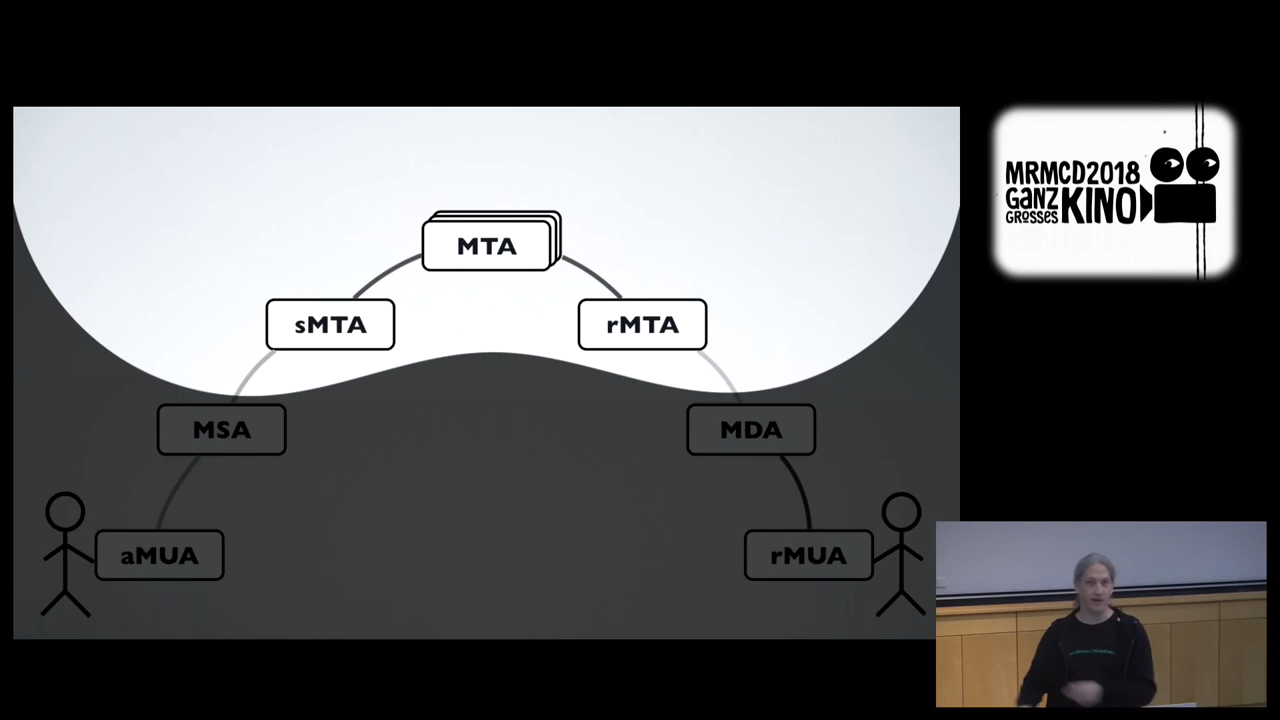 MTA
sMTA
rMTA
MSA
MDA
aMUA
rMUA
MRMCD2018
GANZ
GROSSES
KINO